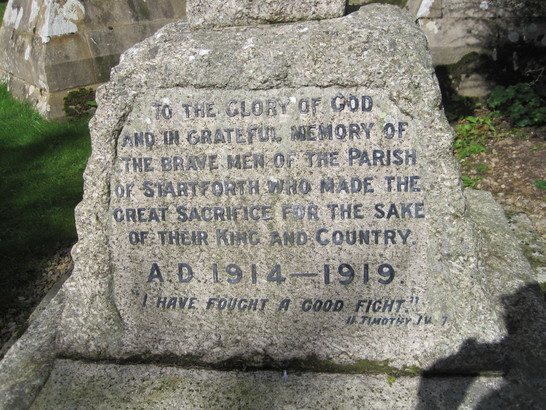 TO THE GLORY OF GOD
AND IN GRATEFUL MEMORY OF
THE BRAVE MEN OF THE PARISH
OF STARTFORTH WHO MADE THE
GREAT SACRIFICE FOR THE SAKE
OF THEIR KING AND COUNTRY.
A.D. 1914—1919.
"I HAVE FOUGHT A GOOD FIGHT."
II TIMOTHY IV 7